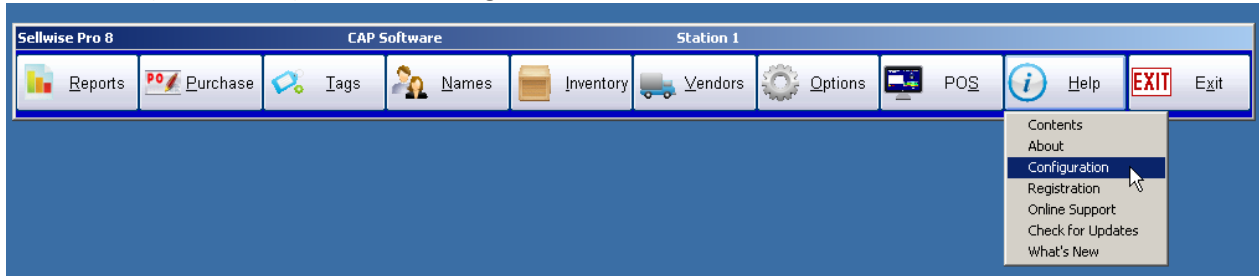 Sellwise Pro 8 CAP Software Station 1
Reports PO Purchase Tags Names Inventory Vendors Options POS Help EXIT Exit
Contents
About
Configuration
Registration
Online Support
Check for Updates
What's New